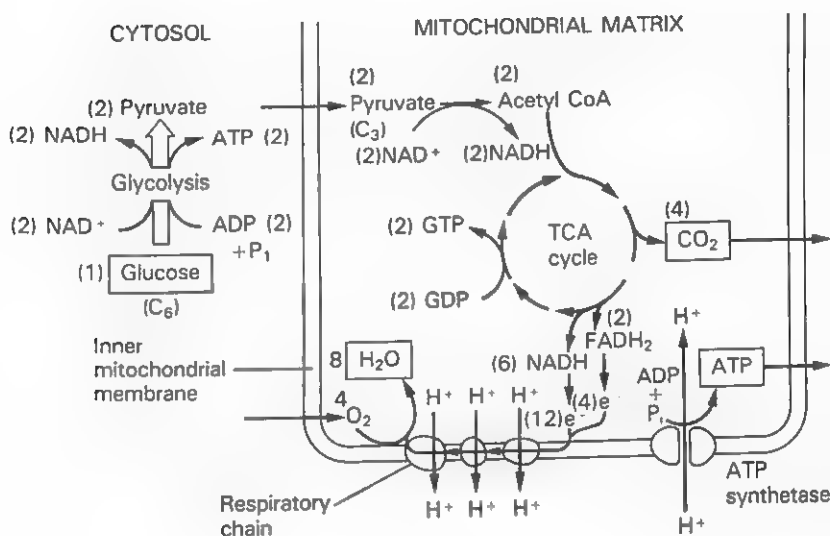 CYTOSOL
MITOCHONDRIAL MATRIX
(2) Pyruvate
(2) NADH
ATP (2)
Glycolysis
(2) NAD⁺
ADP (2)
+P₁
(1) Glucose
(C₆)
Inner
mitochondrial
membrane
(2)
Pyruvate
(C₃)
(2)NAD⁺
(2)NADH
(2)
Acetyl CoA
(2) GTP
TCA
cycle
(2) GDP
(4)
CO₂
(2)
FADH₂
(6) NADH
8 H₂O
4
O₂
H⁺ H⁺ H⁺
(12)e⁻
(4)e
H⁺
ADP
+
P₁
ATP
Respiratory
chain
H⁺ H⁺ H⁺
ATP
synthetase
H⁺